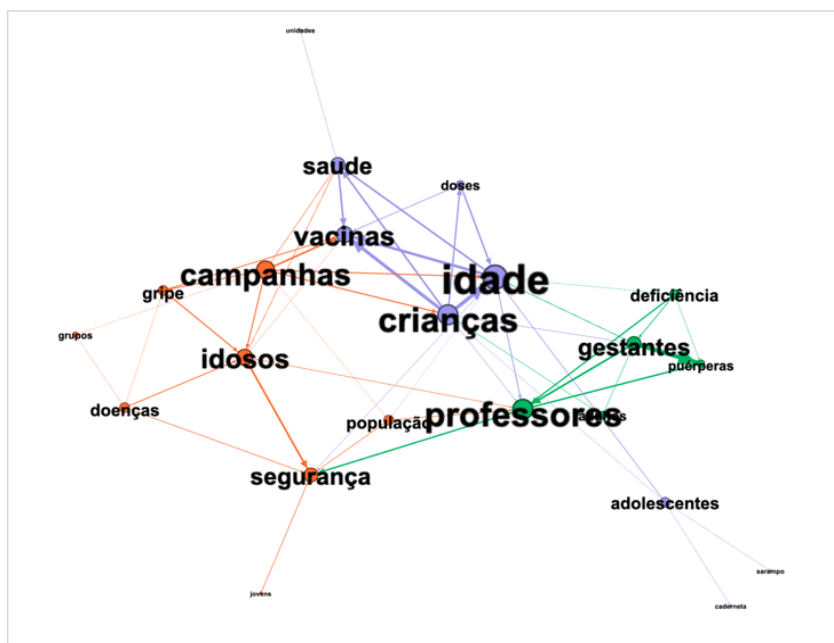 unidades
saude
doses
vacinas
campanhas
idade
deficiência
gripe
crianças
grupos
gestantes
idosos
puérperas
doenças
professores
população
segurança
adolescentes
sarampo
jovens
caderneta